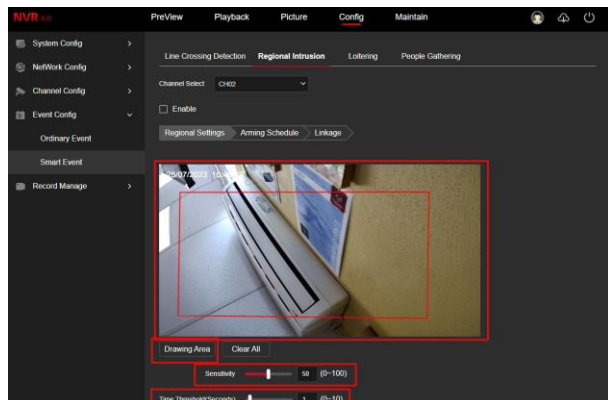 NVR 5.0 PreView Playback Picture Config Maintain
System Config
NetWork Config
Channel Config
Event Config
Ordinary Event
Smart Event
Record Manage
Line Crossing Detection Regional Intrusion Loitering People Gathering
Channel Select CH02
Enable
Regional Settings Arming Schedule Linkage
25/07/2023
Drawing Area Clear All
Sensitivity 50 (0~100)
Time Threshold(Seconds) 1 (0~10)